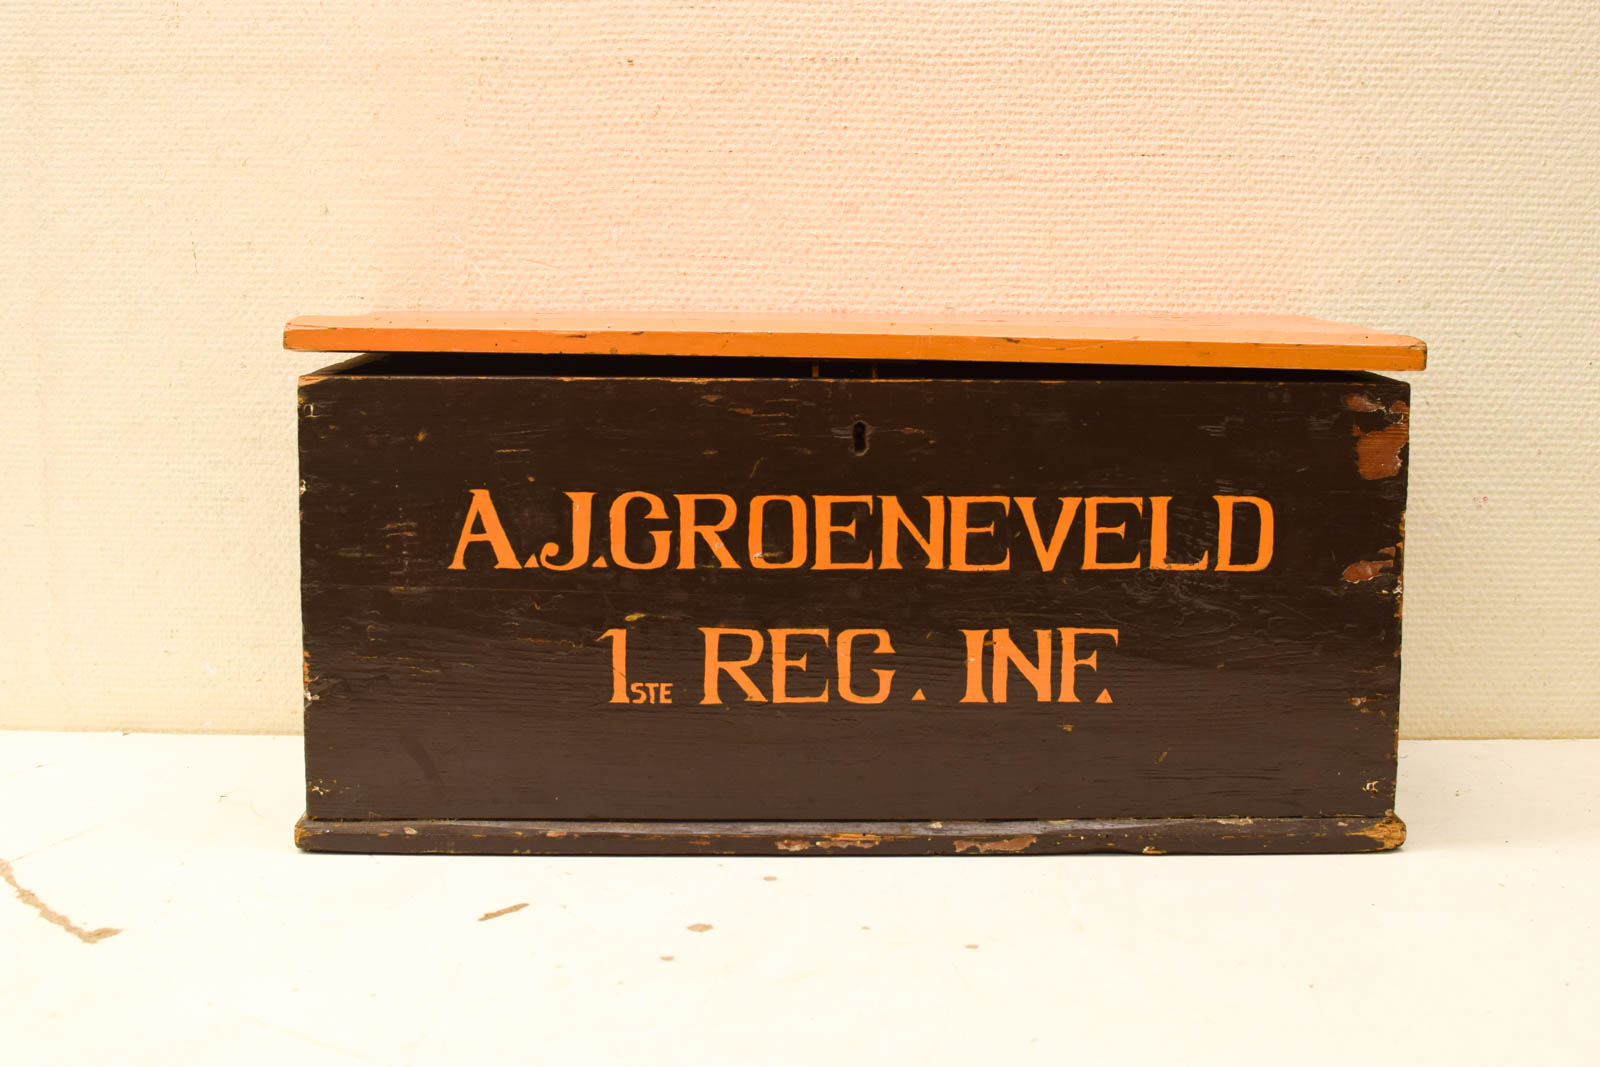 A.J.GROENEVELD
1STE REG. INF.